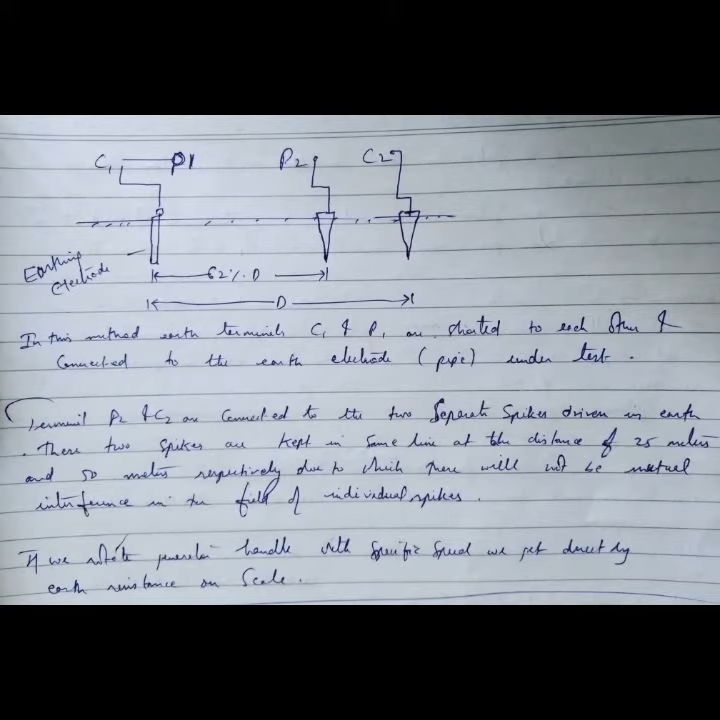 C1 P1 P2 C2
Earthing
Electrode
62% D
D
In this method earth terminals C1 & P1 are shorted to each other &
Connected to the earth electrode (pipe) under test.
Terminal P2 & C2 are Connected to the two Separate Spikes driven in earth
. These two spikes are kept in same line at the distance of 25 meters
and 50 meters respectively due to which there will not be mutual
interference in the field of individual spikes.
If we rotate generator handle with specific speed we get directly
earth resistance on Scale.